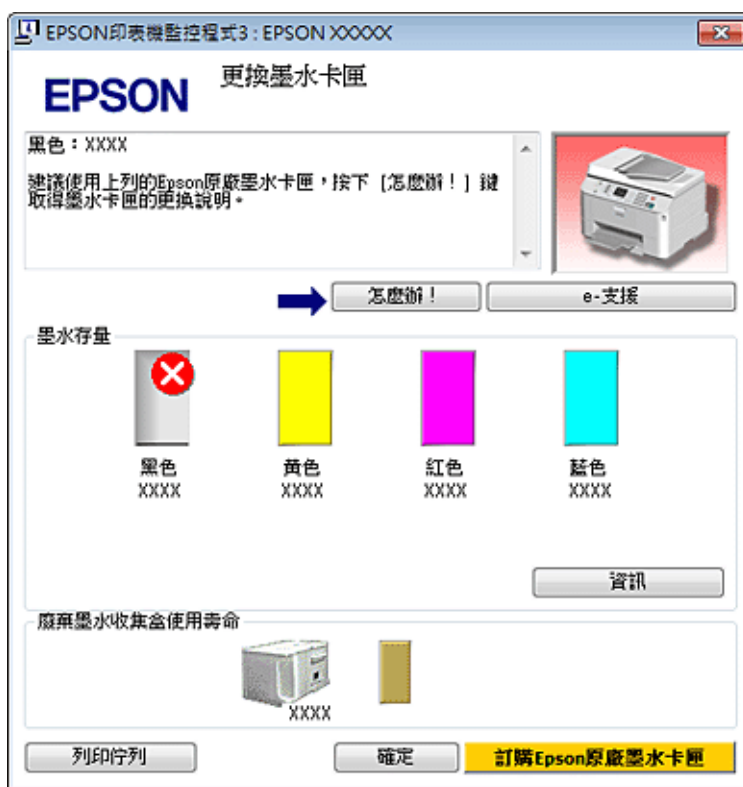 EPSON印表機監控程式3 : EPSON XXXXX
EPSON
更換墨水卡匣
黑色：XXXX
建議使用上列的Epson原廠墨水卡匣，按下 [怎麼辦！] 鍵
取得墨水卡匣的更換說明。
怎麼辦！
e-支援
墨水存量
黑色 黃色 紅色 藍色
XXXX XXXX XXXX XXXX
資訊
廢棄墨水收集盒使用壽命
XXXX
列印佇列
確定
訂購Epson原廠墨水卡匣